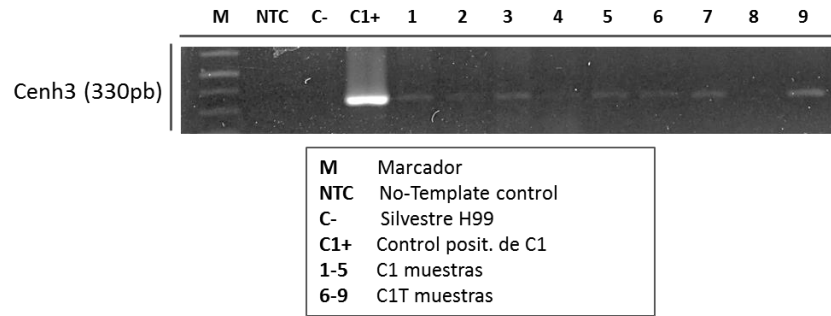 M NTC C- C1+ 1 2 3 4 5 6 7 8 9
Cenh3 (330pb)
M Marcador
NTC No-Template control
C- Silvestre H99
C1+ Control posit. de C1
1-5 C1 muestras
6-9 C1T muestras